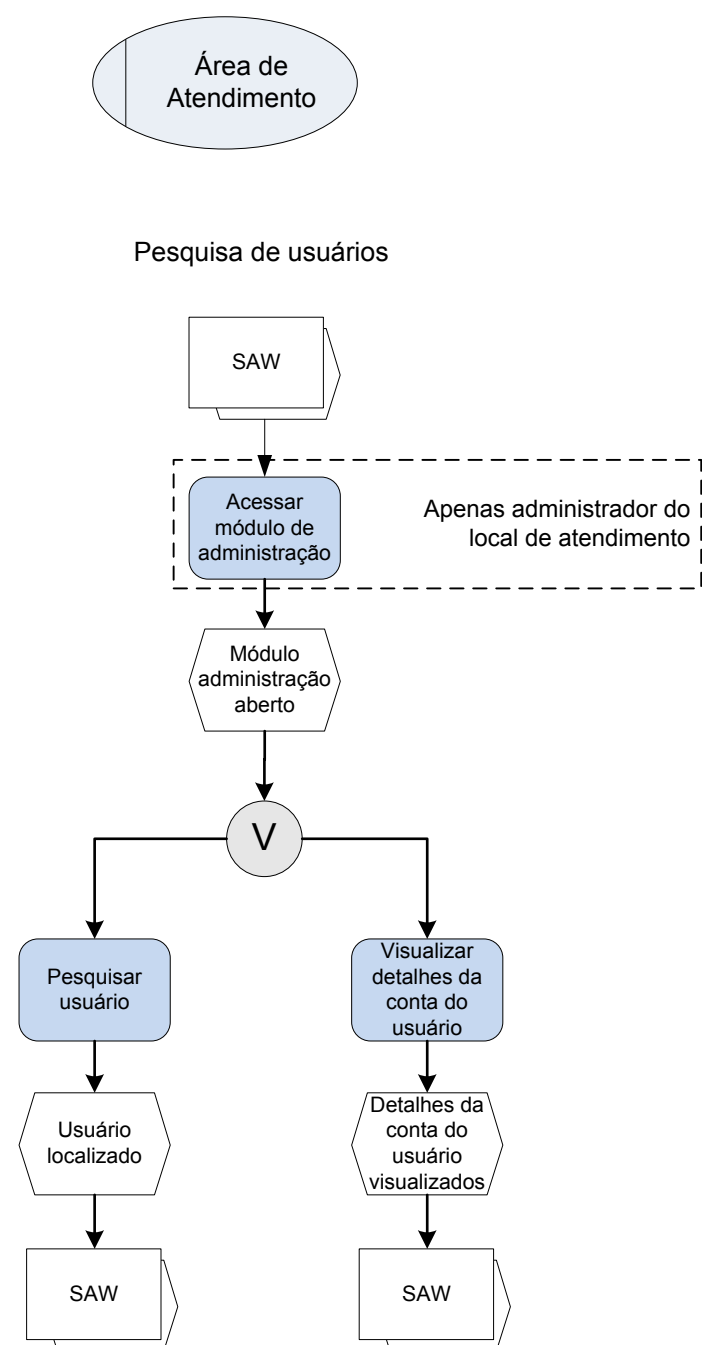 Área de
Atendimento
Pesquisa de usuários
SAW
Acessar
módulo de
administração
Apenas administrador do
local de atendimento
Módulo
administração
aberto
V
Pesquisar
usuário
Visualizar
detalhes da
conta do
usuário
Usuário
localizado
Detalhes da
conta do
usuário
visualizados
SAW
SAW